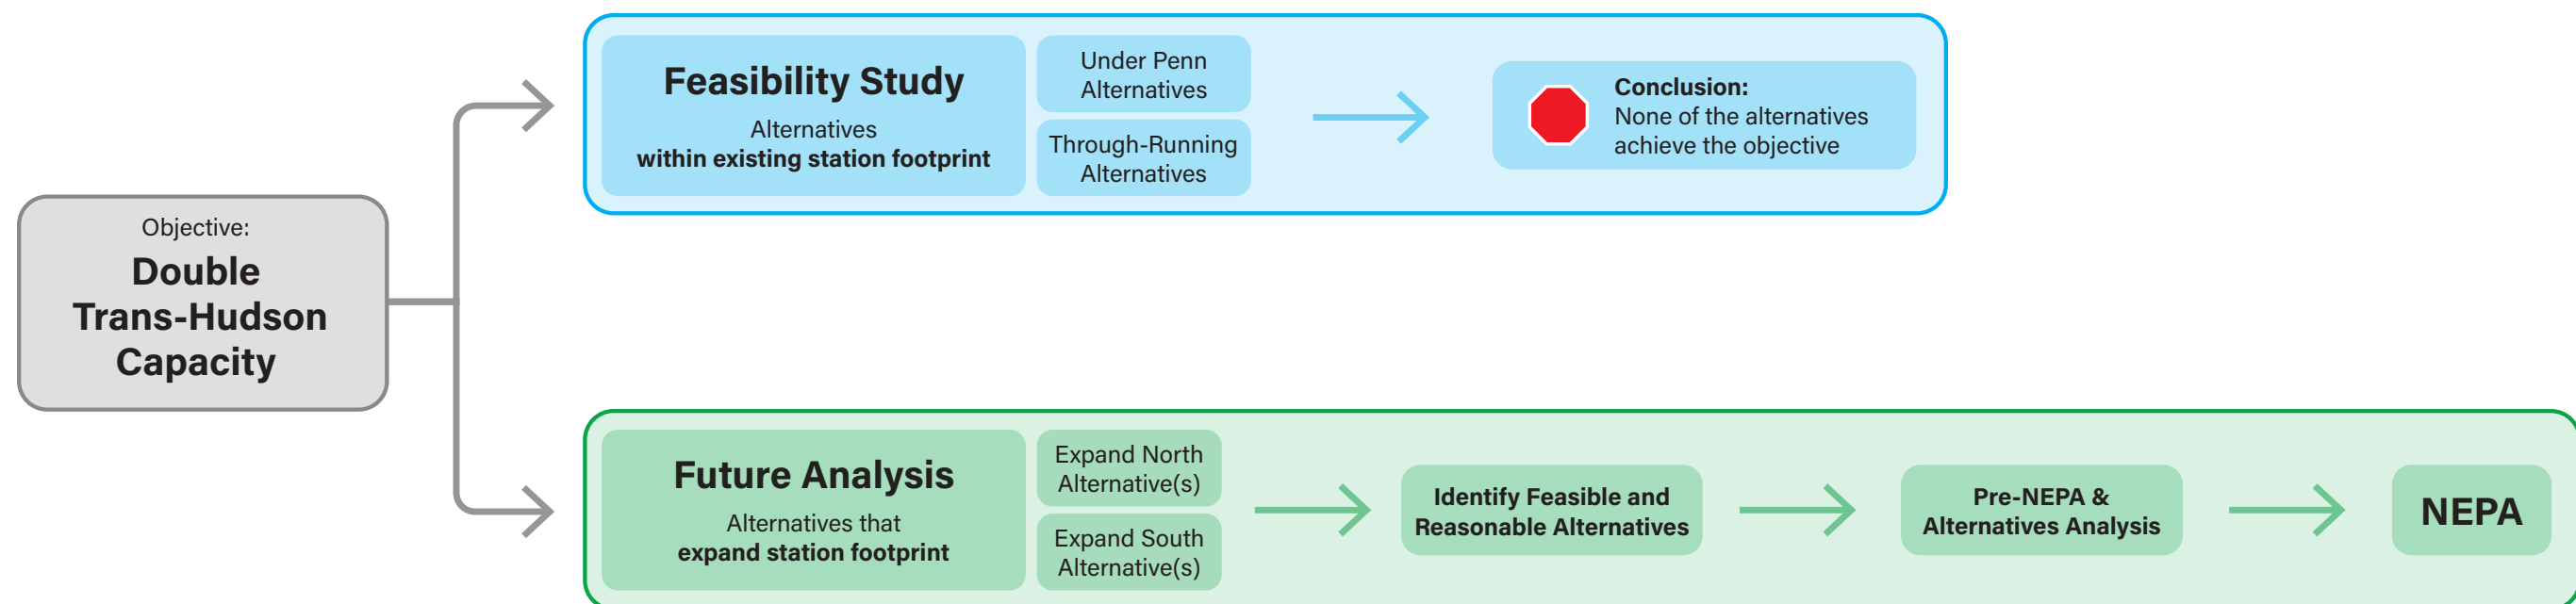 Objective:
Double
Trans-Hudson
Capacity
Feasibility Study
Alternatives
within existing station footprint
Under Penn
Alternatives
Through-Running
Alternatives
Conclusion:
None of the alternatives
achieve the objective
Future Analysis
Alternatives that
expand station footprint
Expand North
Alternative(s)
Expand South
Alternative(s)
Identify Feasible and
Reasonable Alternatives
Pre-NEPA &
Alternatives Analysis
NEPA